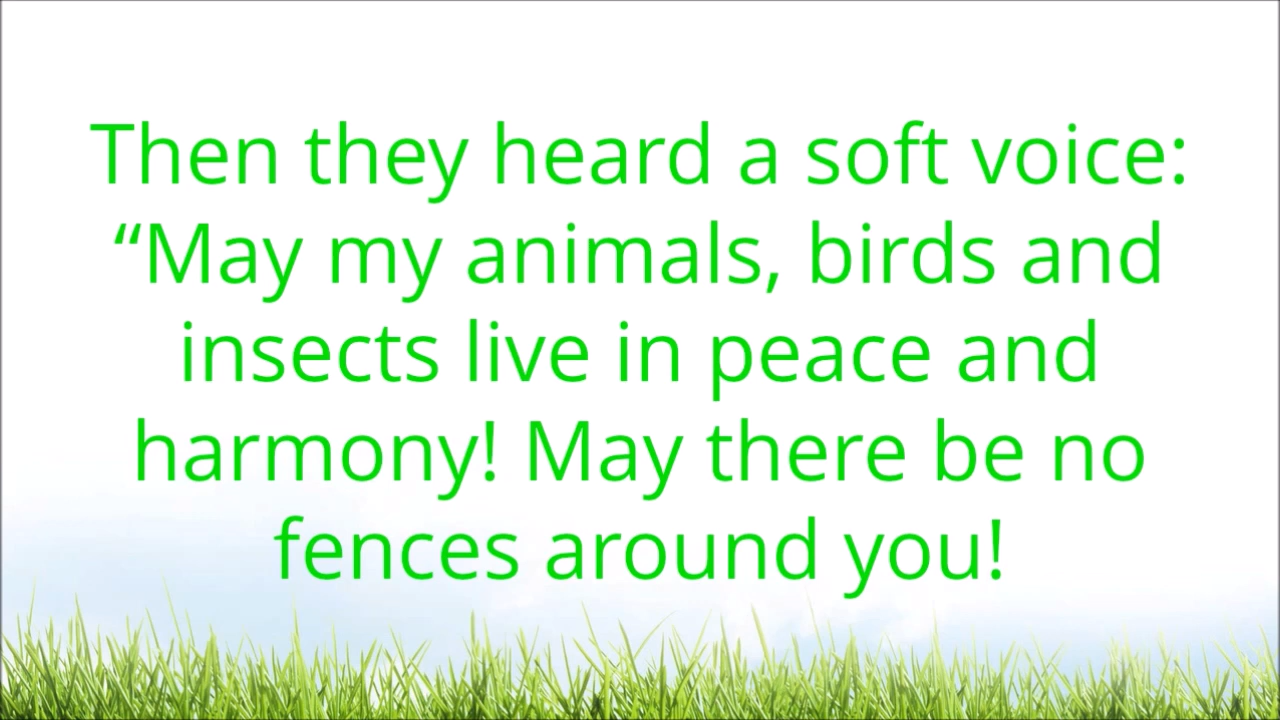 Then they heard a soft voice:
“May my animals, birds and
insects live in peace and
harmony! May there be no
fences around you!